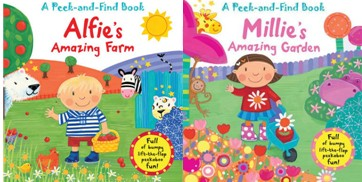 A Peek-and-Find Book
Alfie's
Amazing Farm
Full
of bumpy
lift-the-flap
peekaboo
fun!
A Peek-and-Find Book
Millie's
Amazing Garden
Full
of bumpy
lift-the-flap
peekaboo
fun!